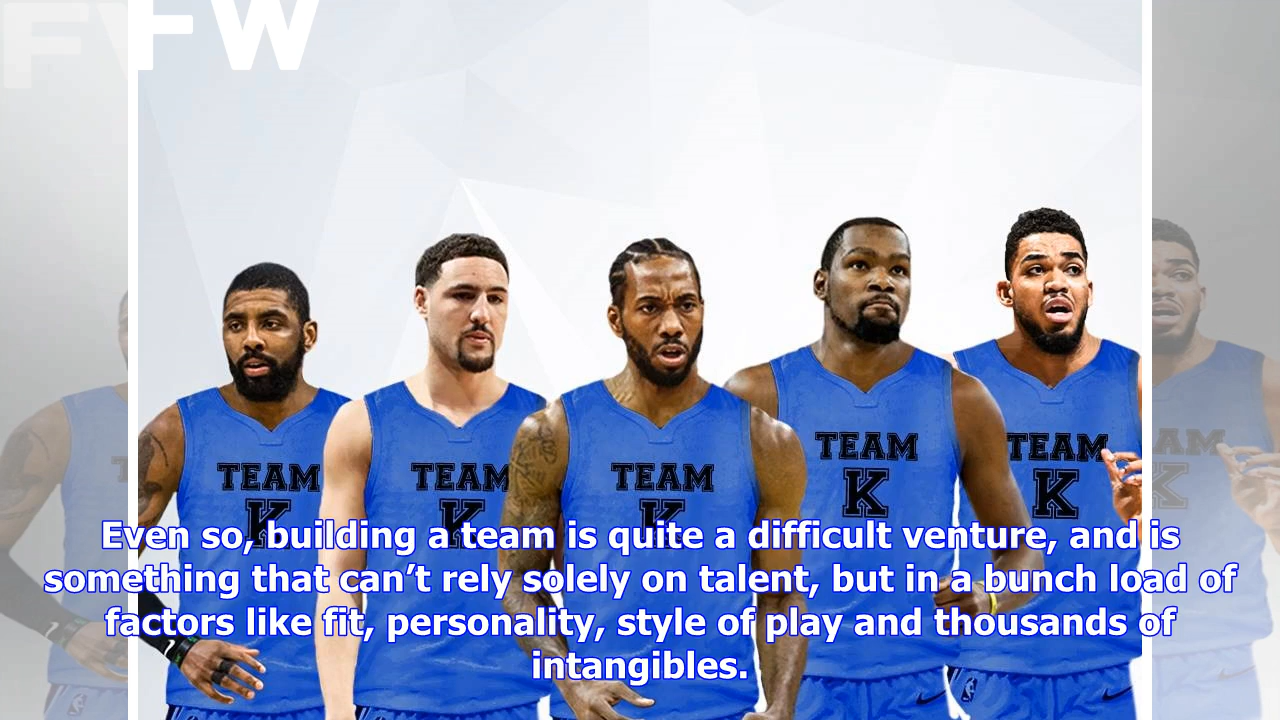 FW
TEAM
K
TEAM
K
TEAM
K
TEAM
K
TEAM
K
Even so, building a team is quite a difficult venture, and is
something that can’t rely solely on talent, but in a bunch load of
factors like fit, personality, style of play and thousands of
intangibles.